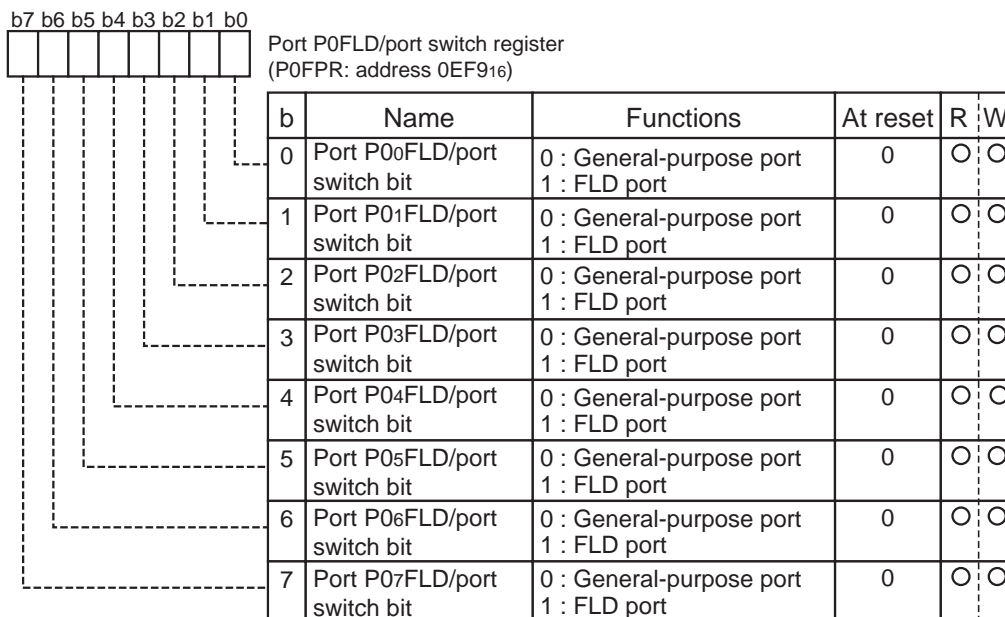 b7 b6 b5 b4 b3 b2 b1 b0
Port P0FLD/port switch register
(P0FPR: address 0EF916)
b Name Functions At reset R W
0 Port P00FLD/port switch bit 0 : General-purpose port 0 O O
1 : FLD port
1 Port P01FLD/port switch bit 0 : General-purpose port 0 O O
1 : FLD port
2 Port P02FLD/port switch bit 0 : General-purpose port 0 O O
1 : FLD port
3 Port P03FLD/port switch bit 0 : General-purpose port 0 O O
1 : FLD port
4 Port P04FLD/port switch bit 0 : General-purpose port 0 O O
1 : FLD port
5 Port P05FLD/port switch bit 0 : General-purpose port 0 O O
1 : FLD port
6 Port P06FLD/port switch bit 0 : General-purpose port 0 O O
1 : FLD port
7 Port P07FLD/port switch bit 0 : General-purpose port 0 O O
1 : FLD port